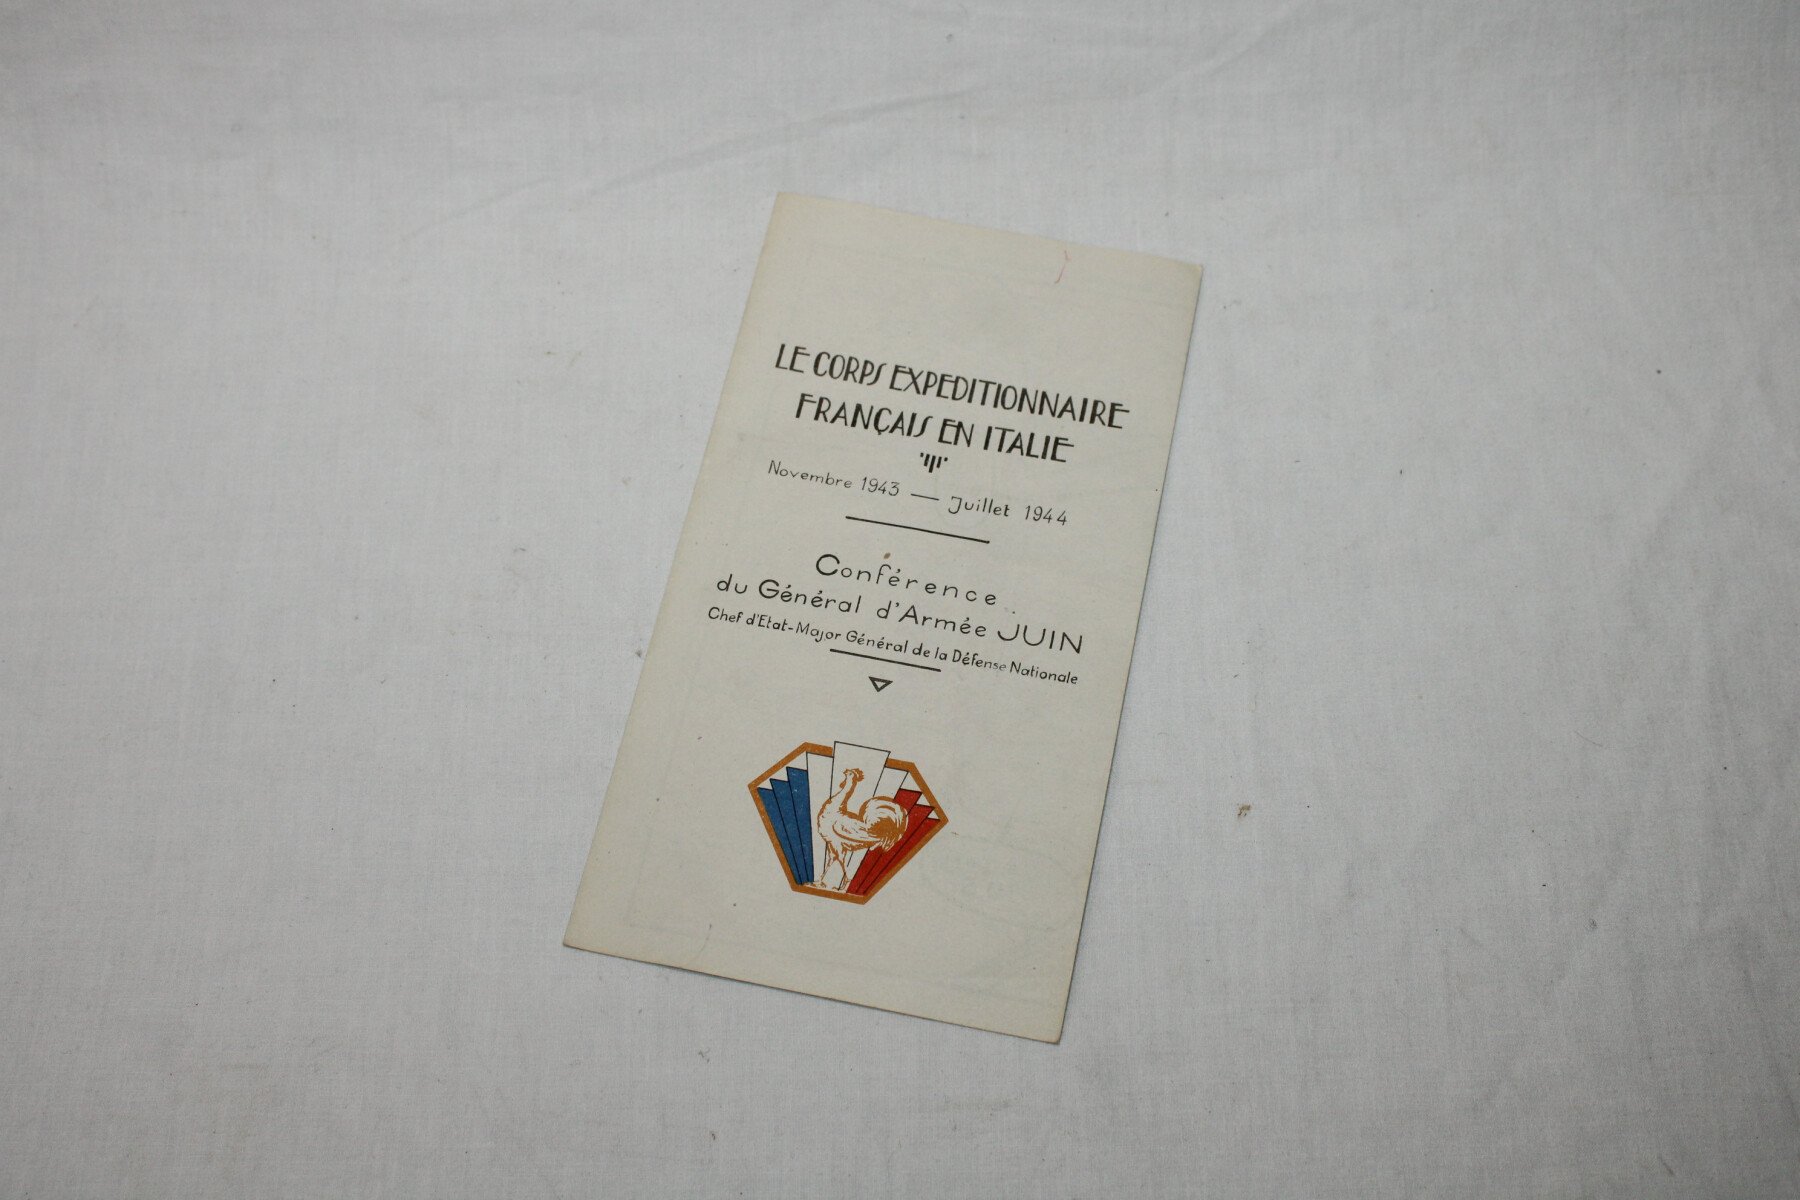 LE CORPS EXPEDITIONNAIRE
FRANÇAIS EN ITALIE
Novembre 1943 — Juillet 1944
Conférence
du Général d'Armée JUIN
Chef d'Etat-Major Général de la Défense Nationale